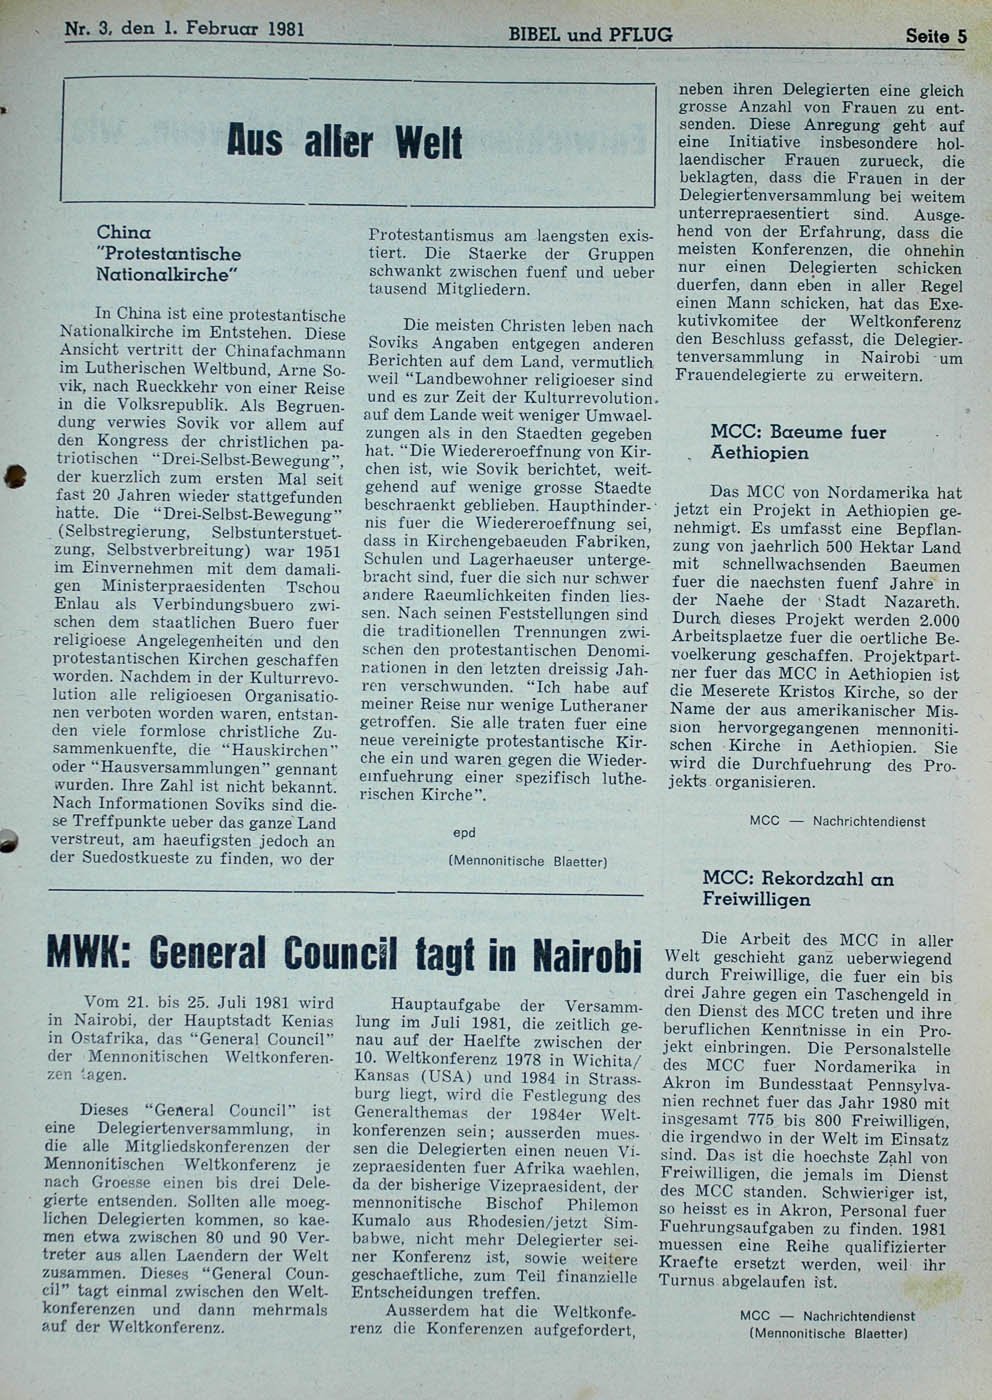 Nr. 3, den 1. Februar 1981
BIBEL und PFLUG
Seite 5
Aus aller Welt
China
"Protestantische
Nationalkirche"
In China ist eine protestantische
Nationalkirche im Entstehen. Diese
Ansicht vertritt der Chinafachmann
im Lutherischen Weltbund, Arne So-
vik, nach Rueckkehr von einer Reise
in die Volksrepublik. Als Begruen-
dung verwies Sovik vor allem auf
den Kongress der christlichen pa-
triotischen "Drei-Selbst-Bewegung",
der kuerzlich zum ersten Mal seit
fast 20 Jahren wieder stattgefunden
hatte. Die "Drei-Selbst-Bewegung"
(Selbstregierung, Selbstunterstuet-
zung, Selbstverbreitung) war 1951
im Einvernehmen mit dem damali-
gen Ministerpraesidenten Tschou
Enlau als Verbindungsbuero zwi-
schen dem staatlichen Buero fuer
religioese Angelegenheiten und den
protestantischen Kirchen geschaffen
worden. Nachdem in der Kulturrevo-
lution alle religioesen Organisatio-
nen verboten worden waren, entstan-
den viele formlose christliche Zu-
sammenkuenfte, die "Hauskirchen"
oder "Hausversammlungen" gennant
wurden. Ihre Zahl ist nicht bekannt.
Nach Informationen Soviks sind die-
se Treffpunkte ueber das ganze Land
verstreut, am haeufigsten jedoch an
der Suedostkueste zu finden, wo der
Protestantismus am laengsten exis-
tiert. Die Staerke der Gruppen
schwankt zwischen fuenf und ueber
tausend Mitgliedern.
Die meisten Christen leben nach
Soviks Angaben entgegen anderen
Berichten auf dem Land, vermutlich
weil "Landbewohner religioeser sind
und es zur Zeit der Kulturrevolution
auf dem Lande weit weniger Umwael-
zungen als in den Staedten gegeben
hat. "Die Wiedereroeffnung von Kir-
chen ist, wie Sovik berichtet, weit-
gehend auf wenige grosse Staedte
beschraenkt geblieben. Haupthinder-
nis fuer die Wiedereroeffnung sei,
dass in Kirchengebaeuden Fabriken,
Schulen und Lagerhaeuser unterge-
bracht sind, fuer die sich nur schwer
andere Raeumlichkeiten finden lies-
sen. Nach seinen Feststellungen sind
die traditionellen Trennungen zwi-
schen den protestantischen Denomi-
nationen in den letzten dreissig Jah-
ren verschwunden. "Ich habe auf
meiner Reise nur wenige Lutheraner
getroffen. Sie alle traten fuer eine
neue vereinigte protestantische Kir-
che ein und waren gegen die Wieder-
einfuehrung einer spezifisch luthe-
rischen Kirche".
epd
(Mennonitische Blaetter)
MWK: General Council tagt in Nairobi
Vom 21. bis 25. Juli 1981 wird
in Nairobi, der Hauptstadt Kenias
in Ostafrika, das "General Council"
der Mennonitischen Weltkonferen-
zen tagen.
Dieses "General Council" ist
eine Delegiertenversammlung, in
die alle Mitgliedskonferenzen der
Mennonitischen Weltkonferenz je
nach Groesse einen bis drei Dele-
gierte entsenden. Sollten alle moeg-
lichen Delegierten kommen, so kae-
men etwa zwischen 80 und 90 Ver-
treter aus allen Laendern der Welt
zusammen. Dieses "General Coun-
cil" tagt einmal zwischen den Welt-
konferenzen und dann mehrmals
auf der Weltkonferenz.
Hauptaufgabe der Versamm-
lung im Juli 1981, die zeitlich ge-
nau auf der Haelfte zwischen der
10. Weltkonferenz 1978 in Wichita/
Kansas (USA) und 1984 in Strass-
burg liegt, wird die Festlegung des
Generalthemas der 1984er Welt-
konferenzen sein; ausserden mues-
sen die Delegierten einen neuen Vi-
zepraesidenten fuer Afrika waehlen,
da der bisherige Vizepraesident, der
mennonitische Bischof Philemon
Kumalo aus Rhodesien/jetzt Sim-
babwe, nicht mehr Delegierter sei-
ner Konferenz ist, sowie weitere
geschaeftliche, zum Teil finanzielle
Entscheidungen treffen.
Ausserdem hat die Weltkonfe-
renz die Konferenzen aufgefordert,
neben ihren Delegierten eine gleich
grosse Anzahl von Frauen zu ent-
senden. Diese Anregung geht auf
eine Initiative insbesondere hol-
laendischer Frauen zurueck, die
beklagten, dass die Frauen in der
Delegiertenversammlung bei weitem
unterrepraesentiert sind. Ausge-
hend von der Erfahrung, dass die
meisten Konferenzen, die ohnehin
nur einen Delegierten schicken
duerfen, dann eben in aller Regel
einen Mann schicken, hat das Exe-
kutivkomitee der Weltkonferenz
den Beschluss gefasst, die Delegier-
tenversammlung in Nairobi um
Frauendelegierte zu erweitern.
MCC: Baeume fuer
Aethiopien
Das MCC von Nordamerika hat
jetzt ein Projekt in Aethiopien ge-
nehmigt. Es umfasst eine Bepflan-
zung von jaehrlich 500 Hektar Land
mit schnellwachsenden Baeumen
fuer die naechsten fuenf Jahre in
der Naehe der Stadt Nazareth.
Durch dieses Projekt werden 2.000
Arbeitsplaetze fuer die oertliche Be-
voelkerung geschaffen. Projektpart-
ner fuer das MCC in Aethiopien ist
die Meserete Kristos Kirche, so der
Name der aus amerikanischer Mis-
sion hervorgegangenen mennoniti-
schen Kirche in Aethiopien. Sie
wird die Durchfuehrung des Pro-
jekts organisieren.
MCC — Nachrichtendienst
MCC: Rekordzahl an
Freiwilligen
Die Arbeit des MCC in aller
Welt geschieht ganz ueberwiegend
durch Freiwillige, die fuer ein bis
drei Jahre gegen ein Taschengeld in
den Dienst des MCC treten und ihre
beruflichen Kenntnisse in ein Pro-
jekt einbringen. Die Personalstelle
des MCC fuer Nordamerika in
Akron im Bundesstaat Pennsylva-
nien rechnet fuer das Jahr 1980 mit
insgesamt 775 bis 800 Freiwilligen,
die irgendwo in der Welt im Einsatz
sind. Das ist die hoechste Zahl von
Freiwilligen, die jemals im Dienst
des MCC standen. Schwieriger ist,
so heisst es in Akron, Personal fuer
Fuehrungsaufgaben zu finden. 1981
muessen eine Reihe qualifizierter
Kraefte ersetzt werden, weil ihr
Turnus abgelaufen ist.
MCC — Nachrichtendienst
(Mennonitische Blaetter)